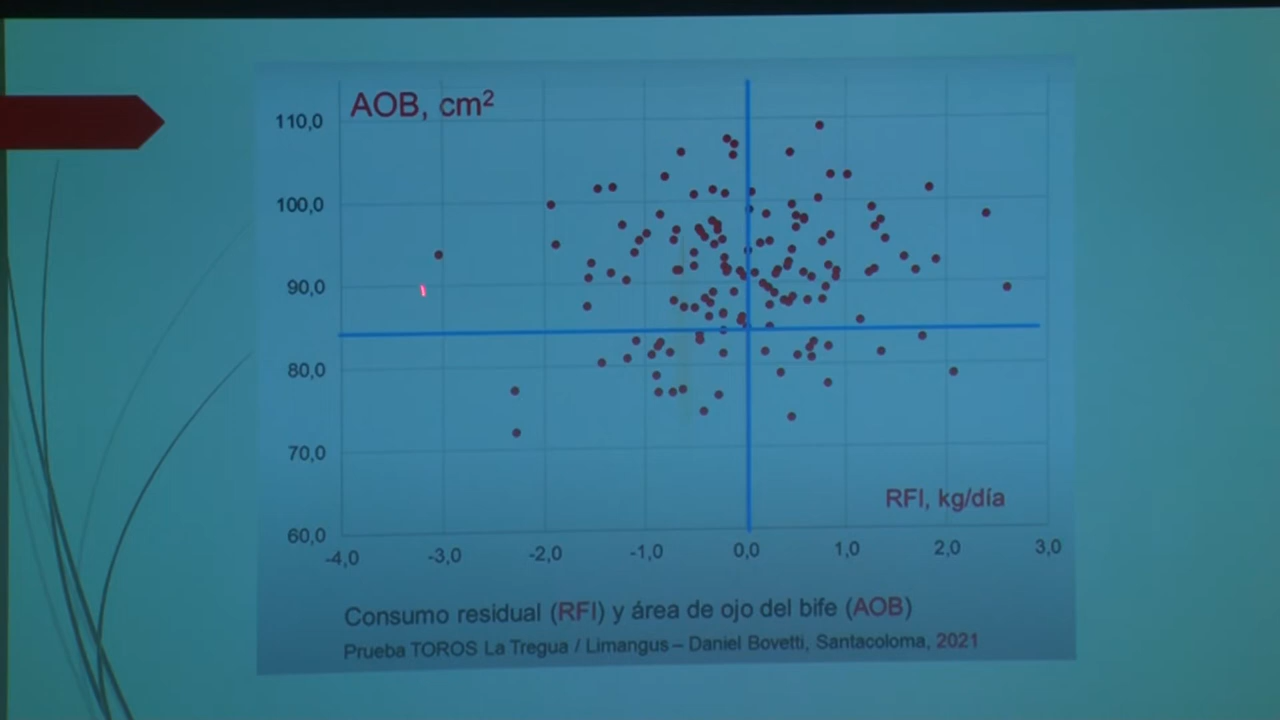 AOB, cm²
110,0
100,0
90,0
80,0
70,0
60,0
RFI, kg/día
-4,0 -3,0 -2,0 -1,0 0,0 1,0 2,0 3,0
Consumo residual (RFI) y área de ojo del bife (AOB)
Prueba TOROS La Tregua / Limangus – Daniel Bovetti, Santacoloma, 2021